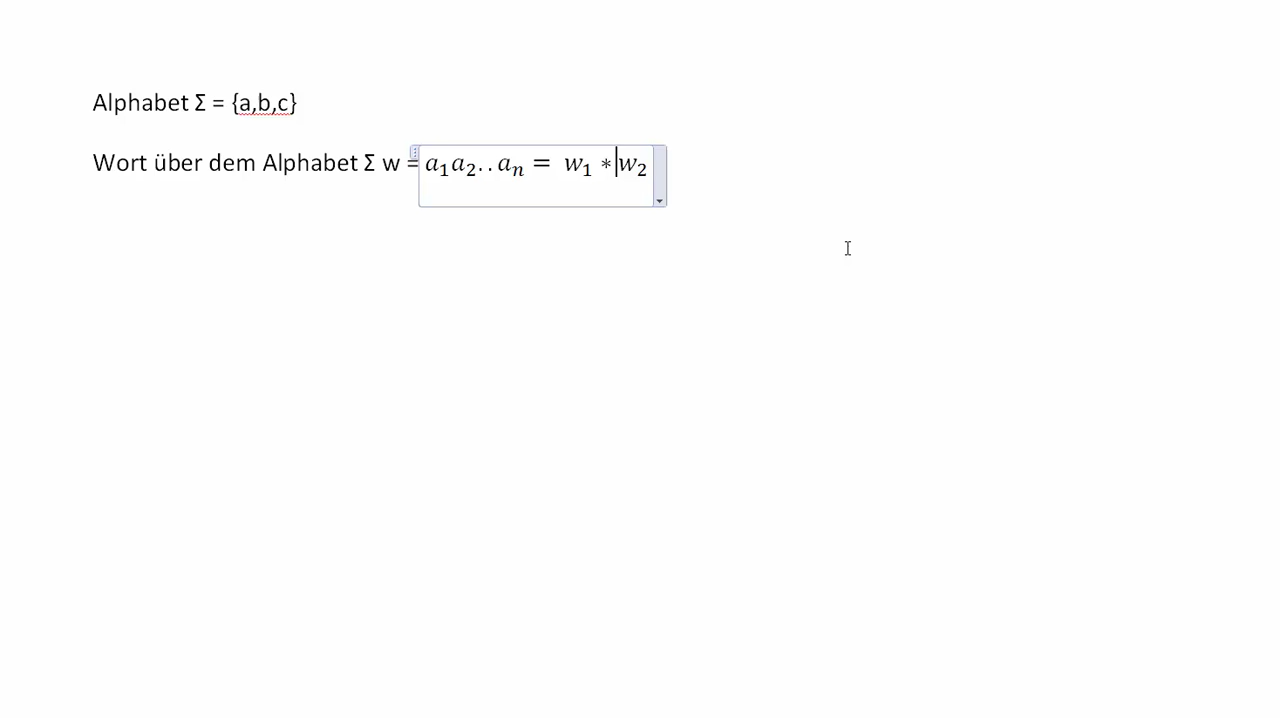 Alphabet Σ = {a,b,c}
Wort über dem Alphabet Σ w = a₁a₂..aₙ = w₁ ∗w₂